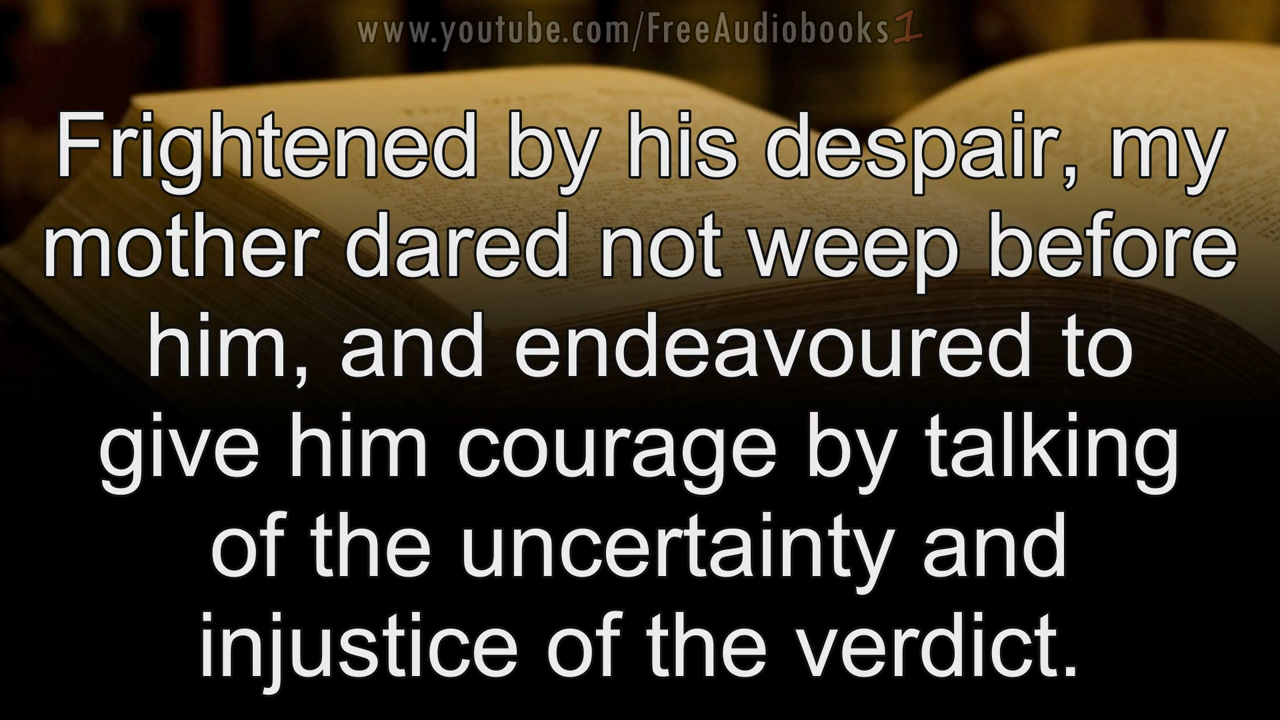 www.youtube.com/FreeAudiobooks1
Frightened by his despair, my
mother dared not weep before
him, and endeavoured to
give him courage by talking
of the uncertainty and
injustice of the verdict.